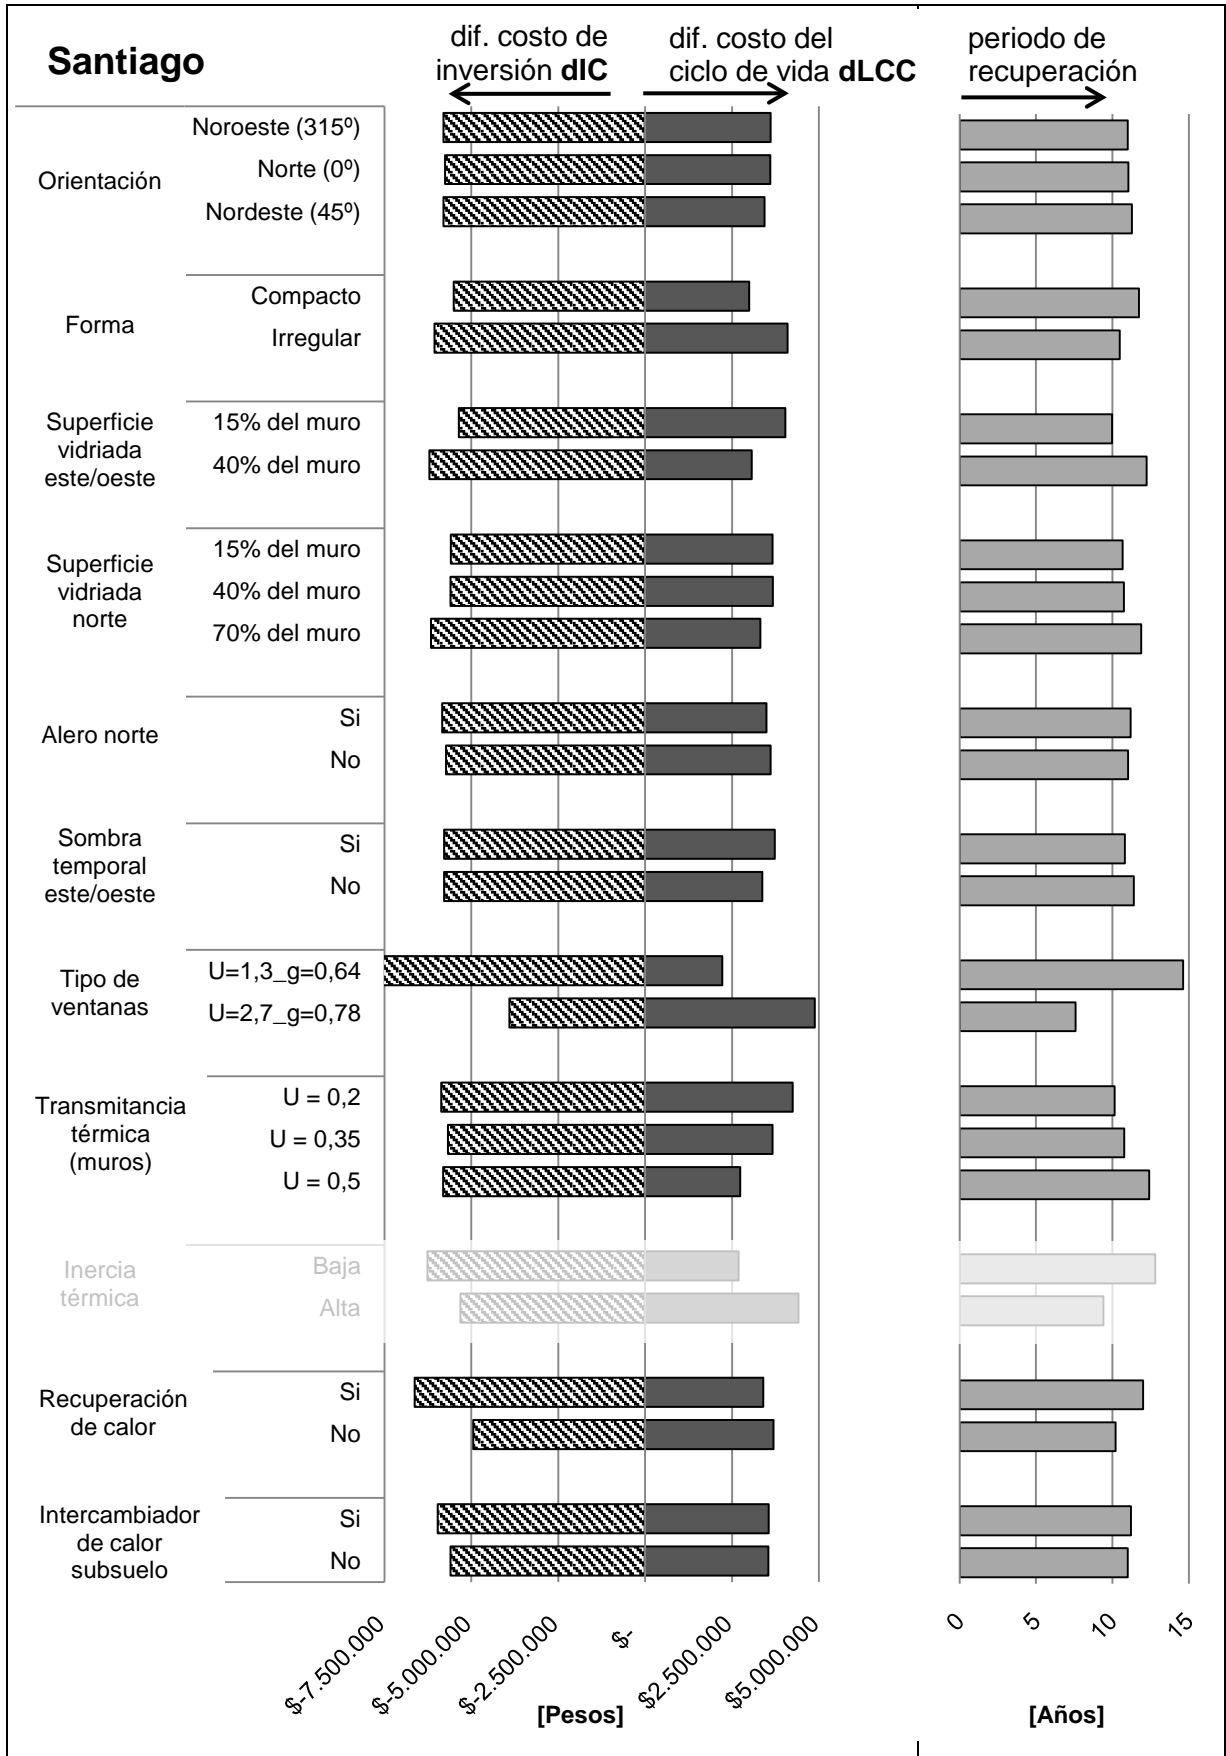 Santiago
dif. costo de
inversión dIC
dif. costo del
ciclo de vida dLCC
periodo de
recuperación
Orientación
Noroeste (315º)
Norte (0º)
Nordeste (45º)
Forma
Compacto
Irregular
Superficie
vidriada
este/oeste
15% del muro
40% del muro
Superficie
vidriada
norte
15% del muro
40% del muro
70% del muro
Alero norte
Si
No
Sombra
temporal
este/oeste
Si
No
Tipo de
ventanas
U=1,3_g=0,64
U=2,7_g=0,78
Transmitancia
térmica
(muros)
U = 0,2
U = 0,35
U = 0,5
Inercia
térmica
Baja
Alta
Recuperación
de calor
Si
No
Intercambiador
de calor
subsuelo
Si
No
$-7.500.000
$-5.000.000
$-2.500.000
$-
$2.500.000
$5.000.000
[Pesos]
0
5
10
15
[Años]